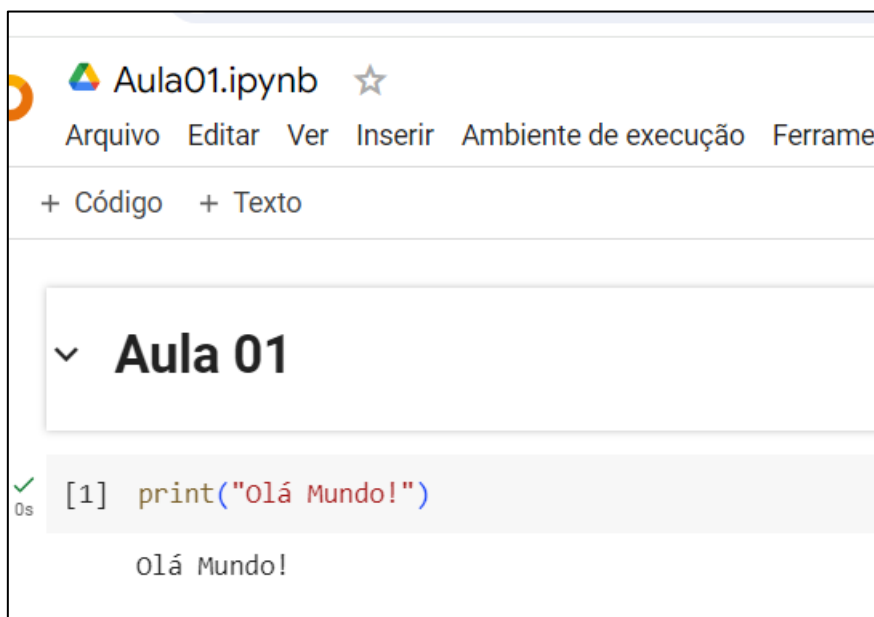 Aula01.ipynb
Arquivo Editar Ver Inserir Ambiente de execução Ferrame
+ Código + Texto
Aula 01
[1] print("Olá Mundo!")
0s
Olá Mundo!